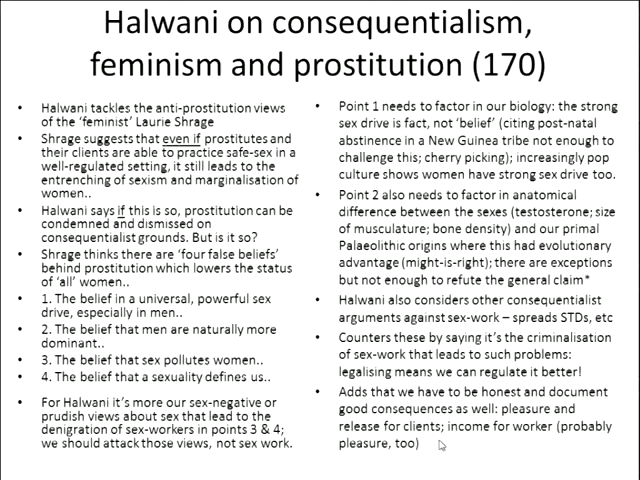 Halwani on consequentialism,
feminism and prostitution (170)
• Halwani tackles the anti-prostitution views
of the 'feminist' Laurie Shrage
• Shrage suggests that even if prostitutes and
their clients are able to practice safe-sex in a
well-regulated setting, it still leads to the
entrenching of sexism and marginalisation of
women..
• Halwani says if this is so, prostitution can be
condemned and dismissed on
consequentialist grounds. But is it so?
• Shrage thinks there are 'four false beliefs'
behind prostitution which lowers the status
of 'all' women..
• 1. The belief in a universal, powerful sex
drive, especially in men..
• 2. The belief that men are naturally more
dominant..
• 3. The belief that sex pollutes women..
• 4. The belief that a sexuality defines us..
• For Halwani it's more our sex-negative or
prudish views about sex that lead to the
denigration of sex-workers in points 3 & 4;
we should attack those views, not sex work.
• Point 1 needs to factor in our biology: the strong
sex drive is fact, not 'belief' (citing post-natal
abstinence in a New Guinea tribe not enough to
challenge this; cherry picking); increasingly pop
culture shows women have strong sex drive too.
• Point 2 also needs to factor in anatomical
difference between the sexes (testosterone; size
of musculature; bone density) and our primal
Palaeolithic origins where this had evolutionary
advantage (might-is-right); there are exceptions
but not enough to refute the general claim*
• Halwani also considers other consequentialist
arguments against sex-work – spreads STDs, etc
• Counters these by saying it's the criminalisation
of sex-work that leads to such problems:
legalising means we can regulate it better!
• Adds that we have to be honest and document
good consequences as well: pleasure and
release for clients; income for worker (probably
pleasure, too)